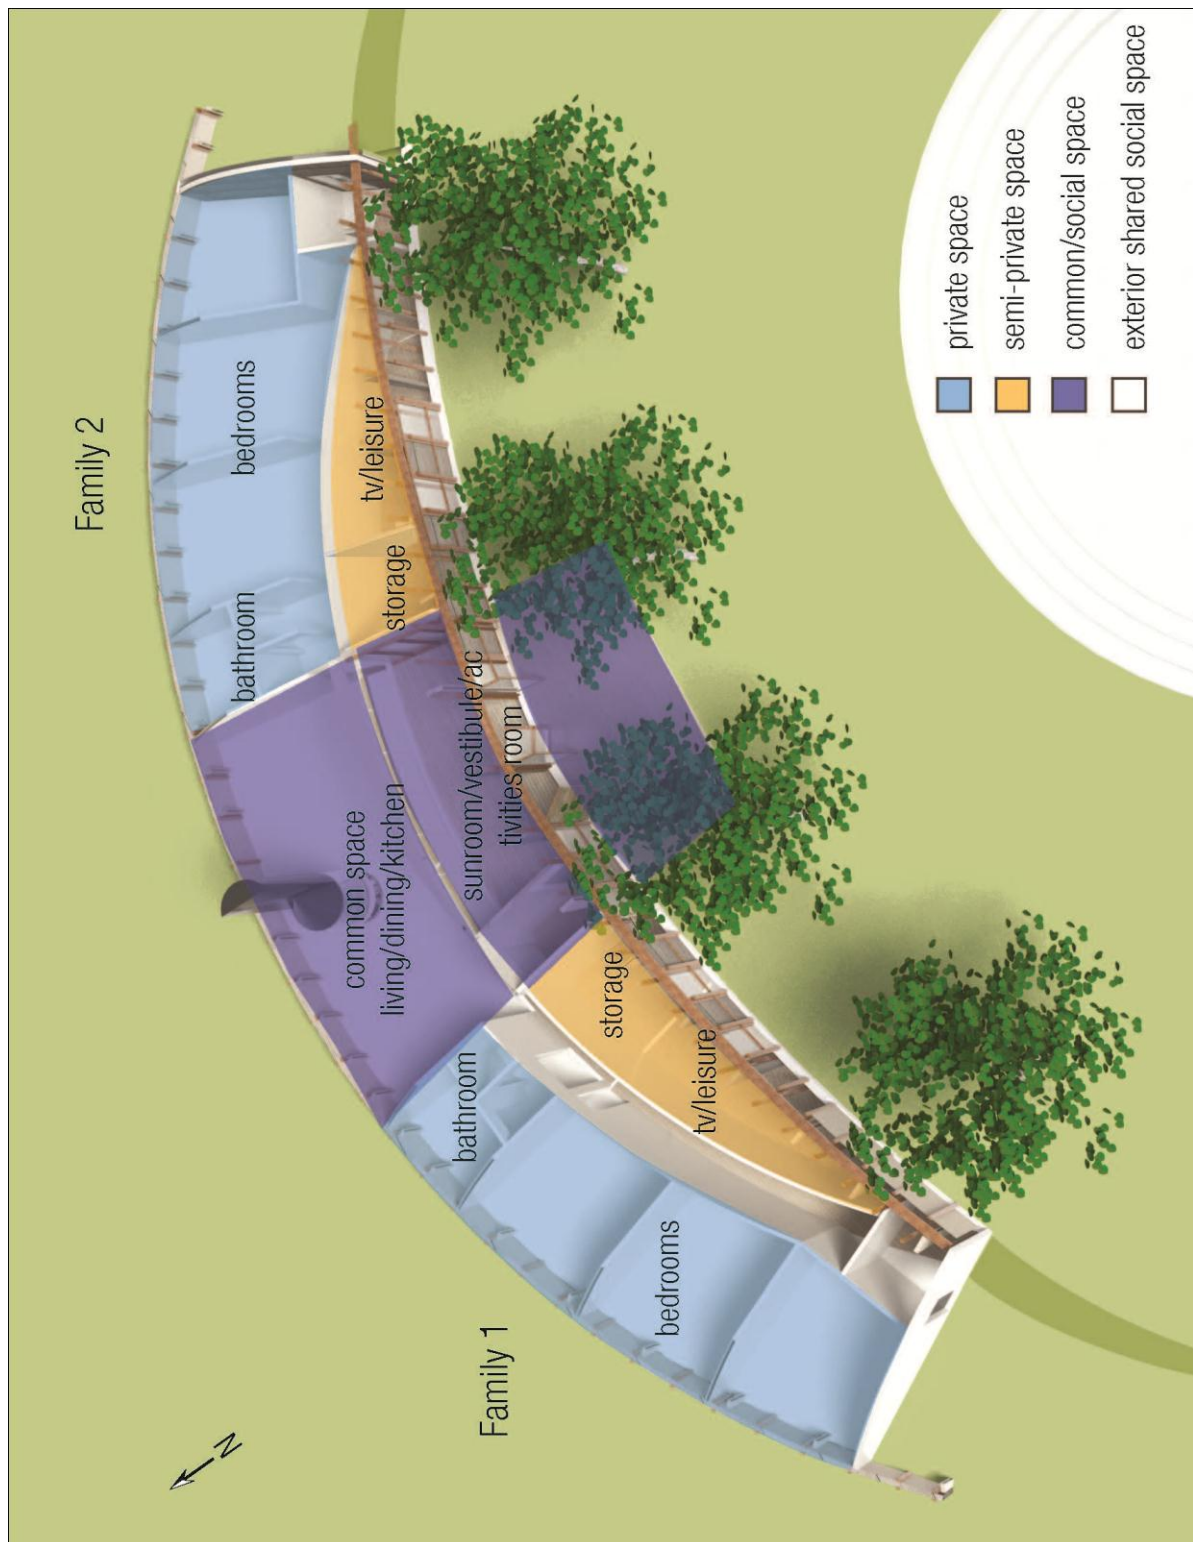 Family 1
Family 2
bedrooms
bathroom
common space
living/dining/kitchen
bathroom
bedrooms
tv/leisure
storage
sunroom/vestibule/ac
tivities room
storage
tv/leisure
N
private space
semi-private space
common/social space
exterior shared social space